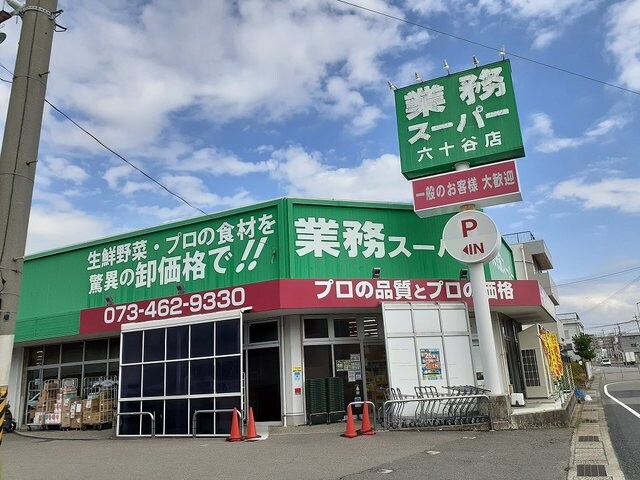 業務
スーパー
六十谷店
一般のお客様 大歓迎
P
IN
生鮮野菜・プロの食材を
驚異の卸価格で!!
業務スーパー
073-462-9330
プロの品質とプロの価格